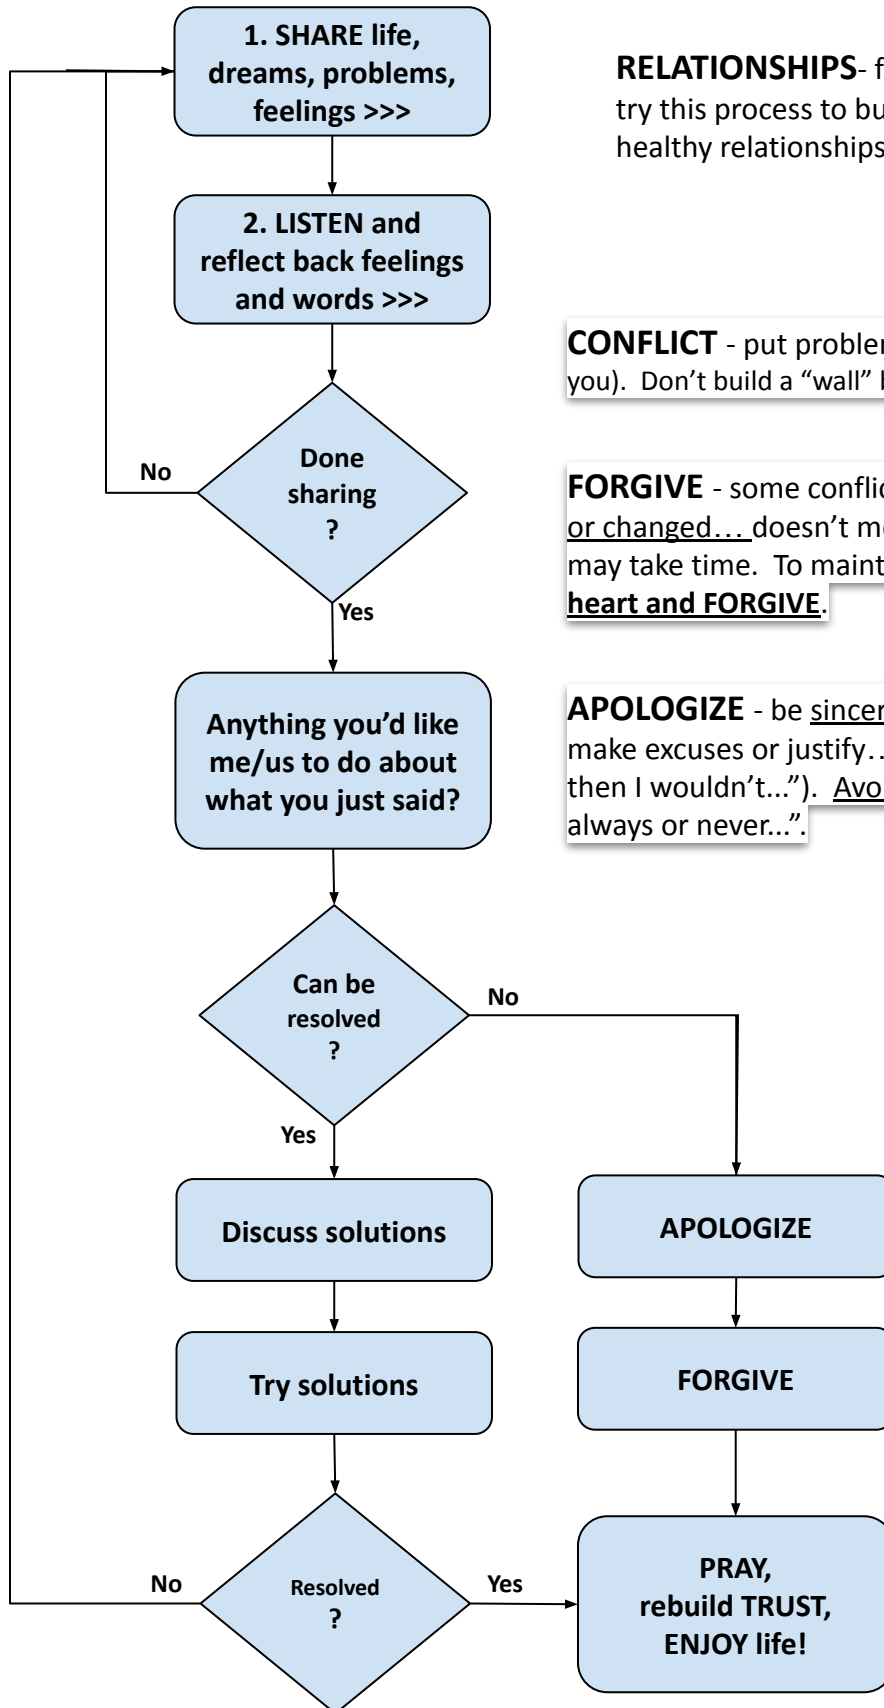 1. SHARE life,
dreams, problems,
feelings >>>
RELATIONSHIPS- f
try this process to bu
healthy relationships
2. LISTEN and
reflect back feelings
and words >>>
CONFLICT - put proble
you).  Don’t build a “wall”
No
Done
sharing
?
FORGIVE - some conflic
or changed… doesn’t m
may take time.  To maint
heart and FORGIVE.
Yes
Anything you’d like
me/us to do about
what you just said?
APOLOGIZE - be sincer
make excuses or justify…
then I wouldn’t...”).  Avo
always or never...”.
Can be
resolved
?
No
Yes
Discuss solutions
APOLOGIZE
Try solutions
FORGIVE
No
Resolved
?
Yes
PRAY,
rebuild TRUST,
ENJOY life!